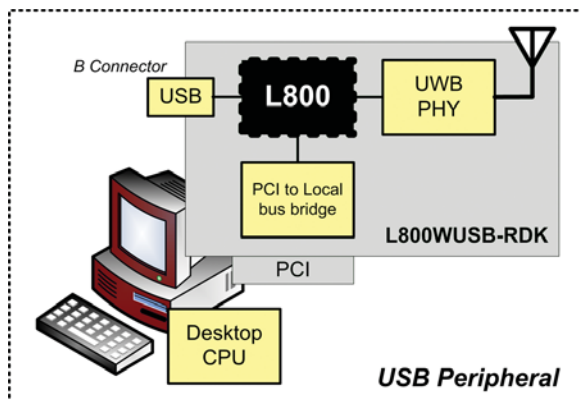 B Connector
USB
L800
UWB
PHY
PCI to Local
bus bridge
L800WUSB-RDK
PCI
Desktop
CPU
USB Peripheral